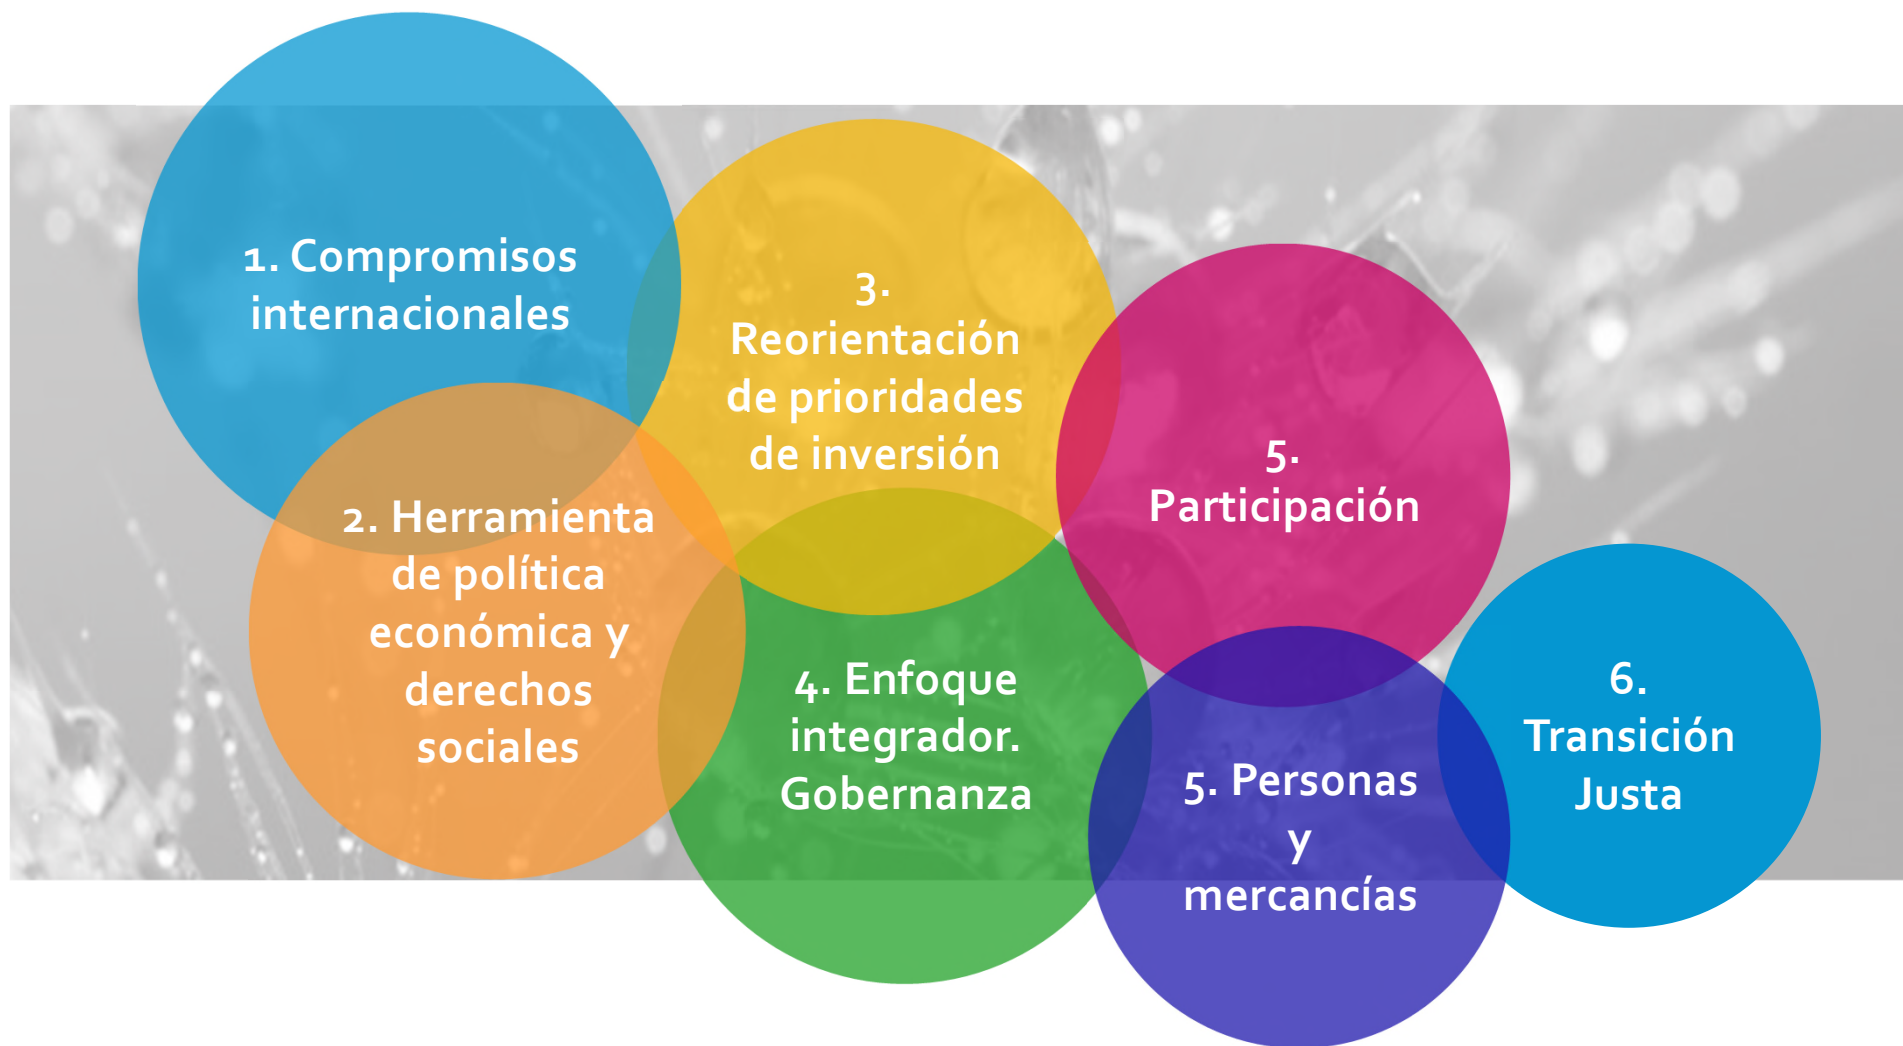 1. Compromisos
internacionales
2. Herramienta
de política
económica y
derechos
sociales
3.
Reorientación
de prioridades
de inversión
4. Enfoque
integrador.
Gobernanza
5.
Participación
5. Personas
y
mercancías
6.
Transición
Justa